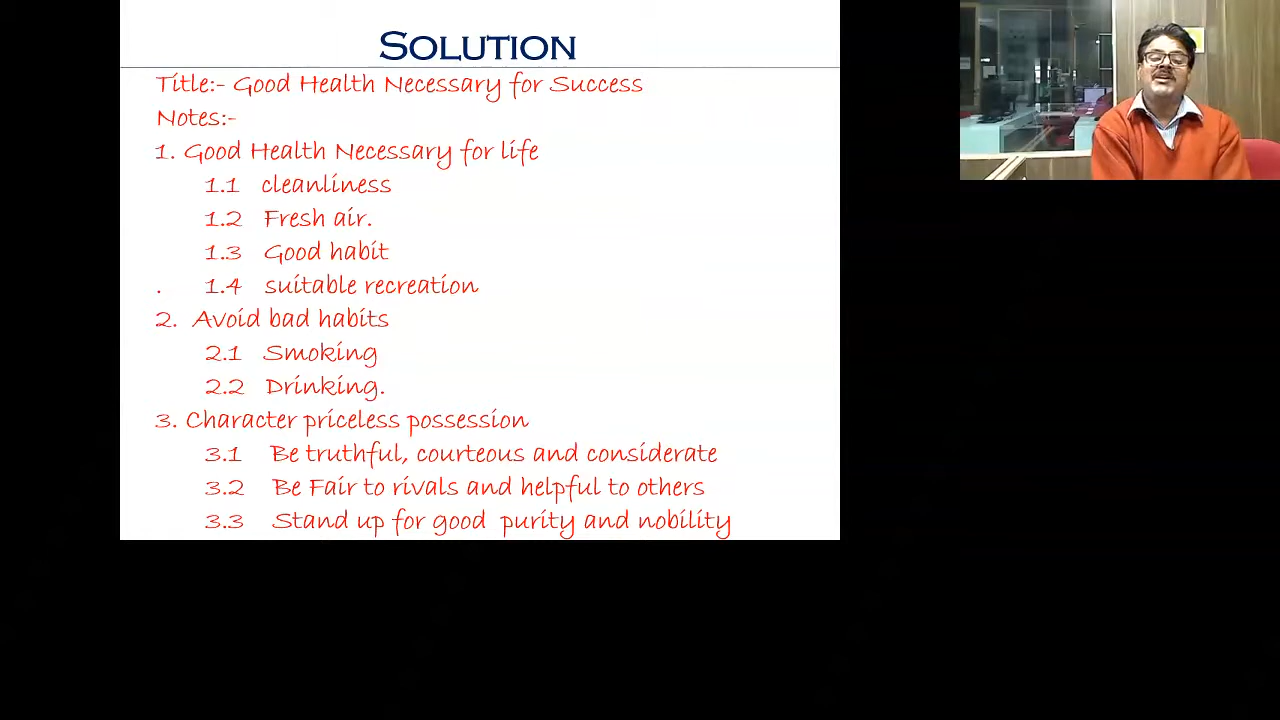 SOLUTION
Title:- Good Health Necessary for Success
Notes:-
1. Good Health Necessary for life
1.1 cleanliness
1.2 Fresh air.
1.3 Good habit
. 1.4 suitable recreation
2. Avoid bad habits
2.1 Smoking
2.2 Drinking.
3. Character priceless possession
3.1 Be truthful, courteous and considerate
3.2 Be Fair to rivals and helpful to others
3.3 Stand up for good purity and nobility